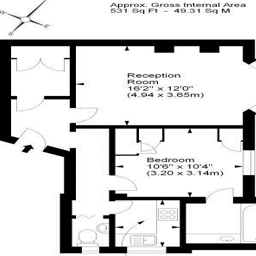 Approx. Gross Internal Area
531 Sq Ft - 49.31 Sq M
Reception
Room
16'2" x 12'0"
(4.94 x 3.65m)
Bedroom
10'6" x 10'4"
(3.20 x 3.14m)